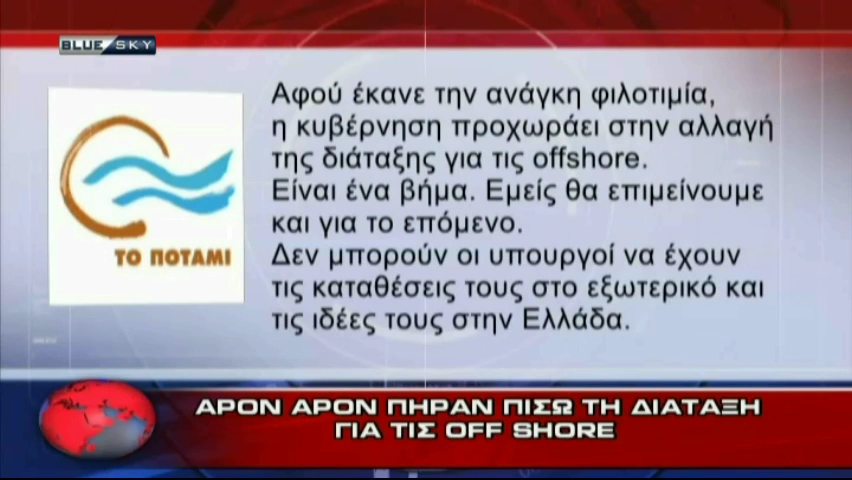 BLUE SKY
Αφού έκανε την ανάγκη φιλοτιμία,
η κυβέρνηση προχωράει στην αλλαγή
της διάταξης για τις offshore.
Είναι ένα βήμα. Εμείς θα επιμείνουμε
και για το επόμενο.
Δεν μπορούν οι υπουργοί να έχουν
τις καταθέσεις τους στο εξωτερικό και
τις ιδέες τους στην Ελλάδα.
ΤΟ ΠΟΤΑΜΙ
ΑΡΟΝ ΑΡΟΝ ΠΗΡΑΝ ΠΙΣΩ ΤΗ ΔΙΑΤΑΞΗ
ΓΙΑ ΤΙΣ OFF SHORE